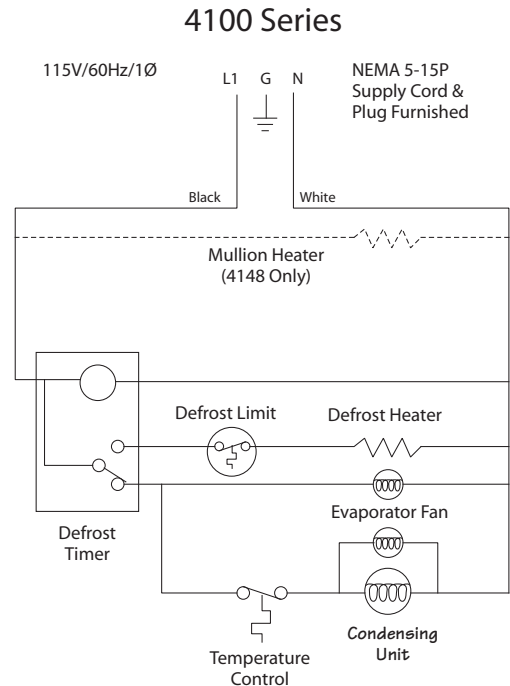 4100 Series
115V/60Hz/1Ø
L1 G N
NEMA 5-15P
Supply Cord &
Plug Furnished
Black
White
Mullion Heater
(4148 Only)
Defrost Limit
Defrost Heater
Evaporator Fan
Defrost
Timer
Condensing
Unit
Temperature
Control